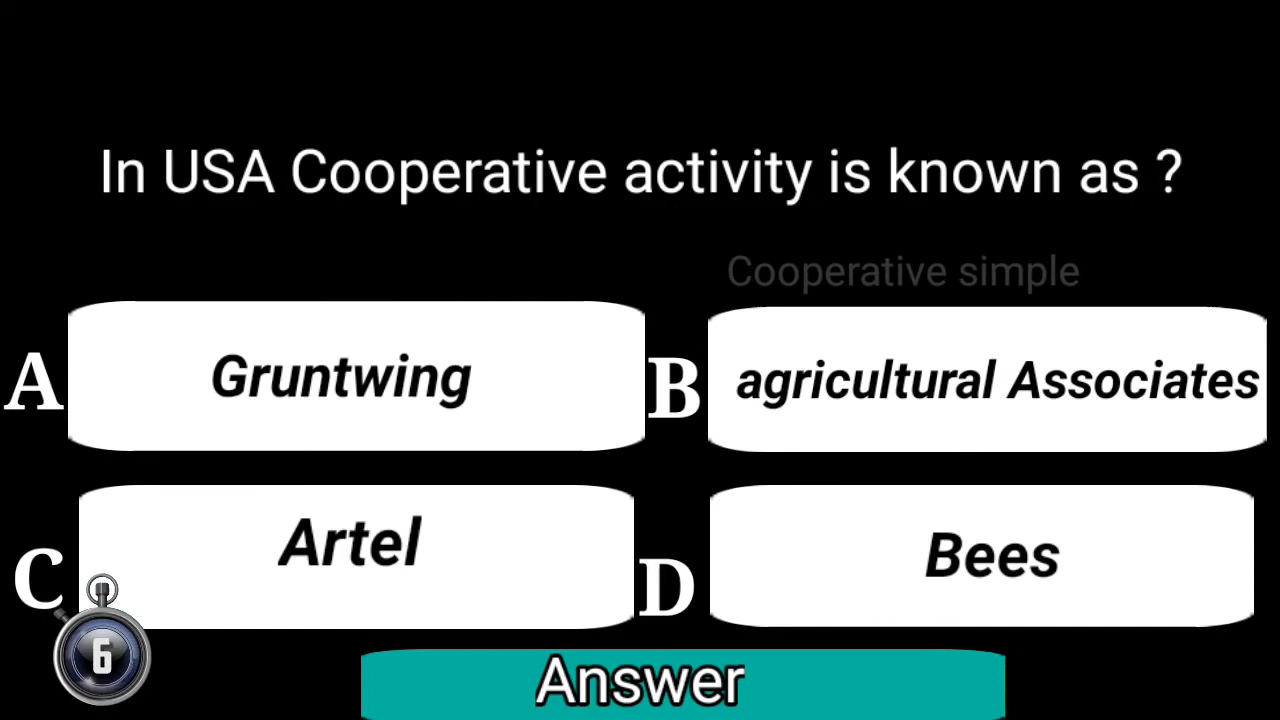 In USA Cooperative activity is known as ?
Cooperative simple
A
Gruntwing
B
agricultural Associates
C
Artel
D
Bees
6
Answer